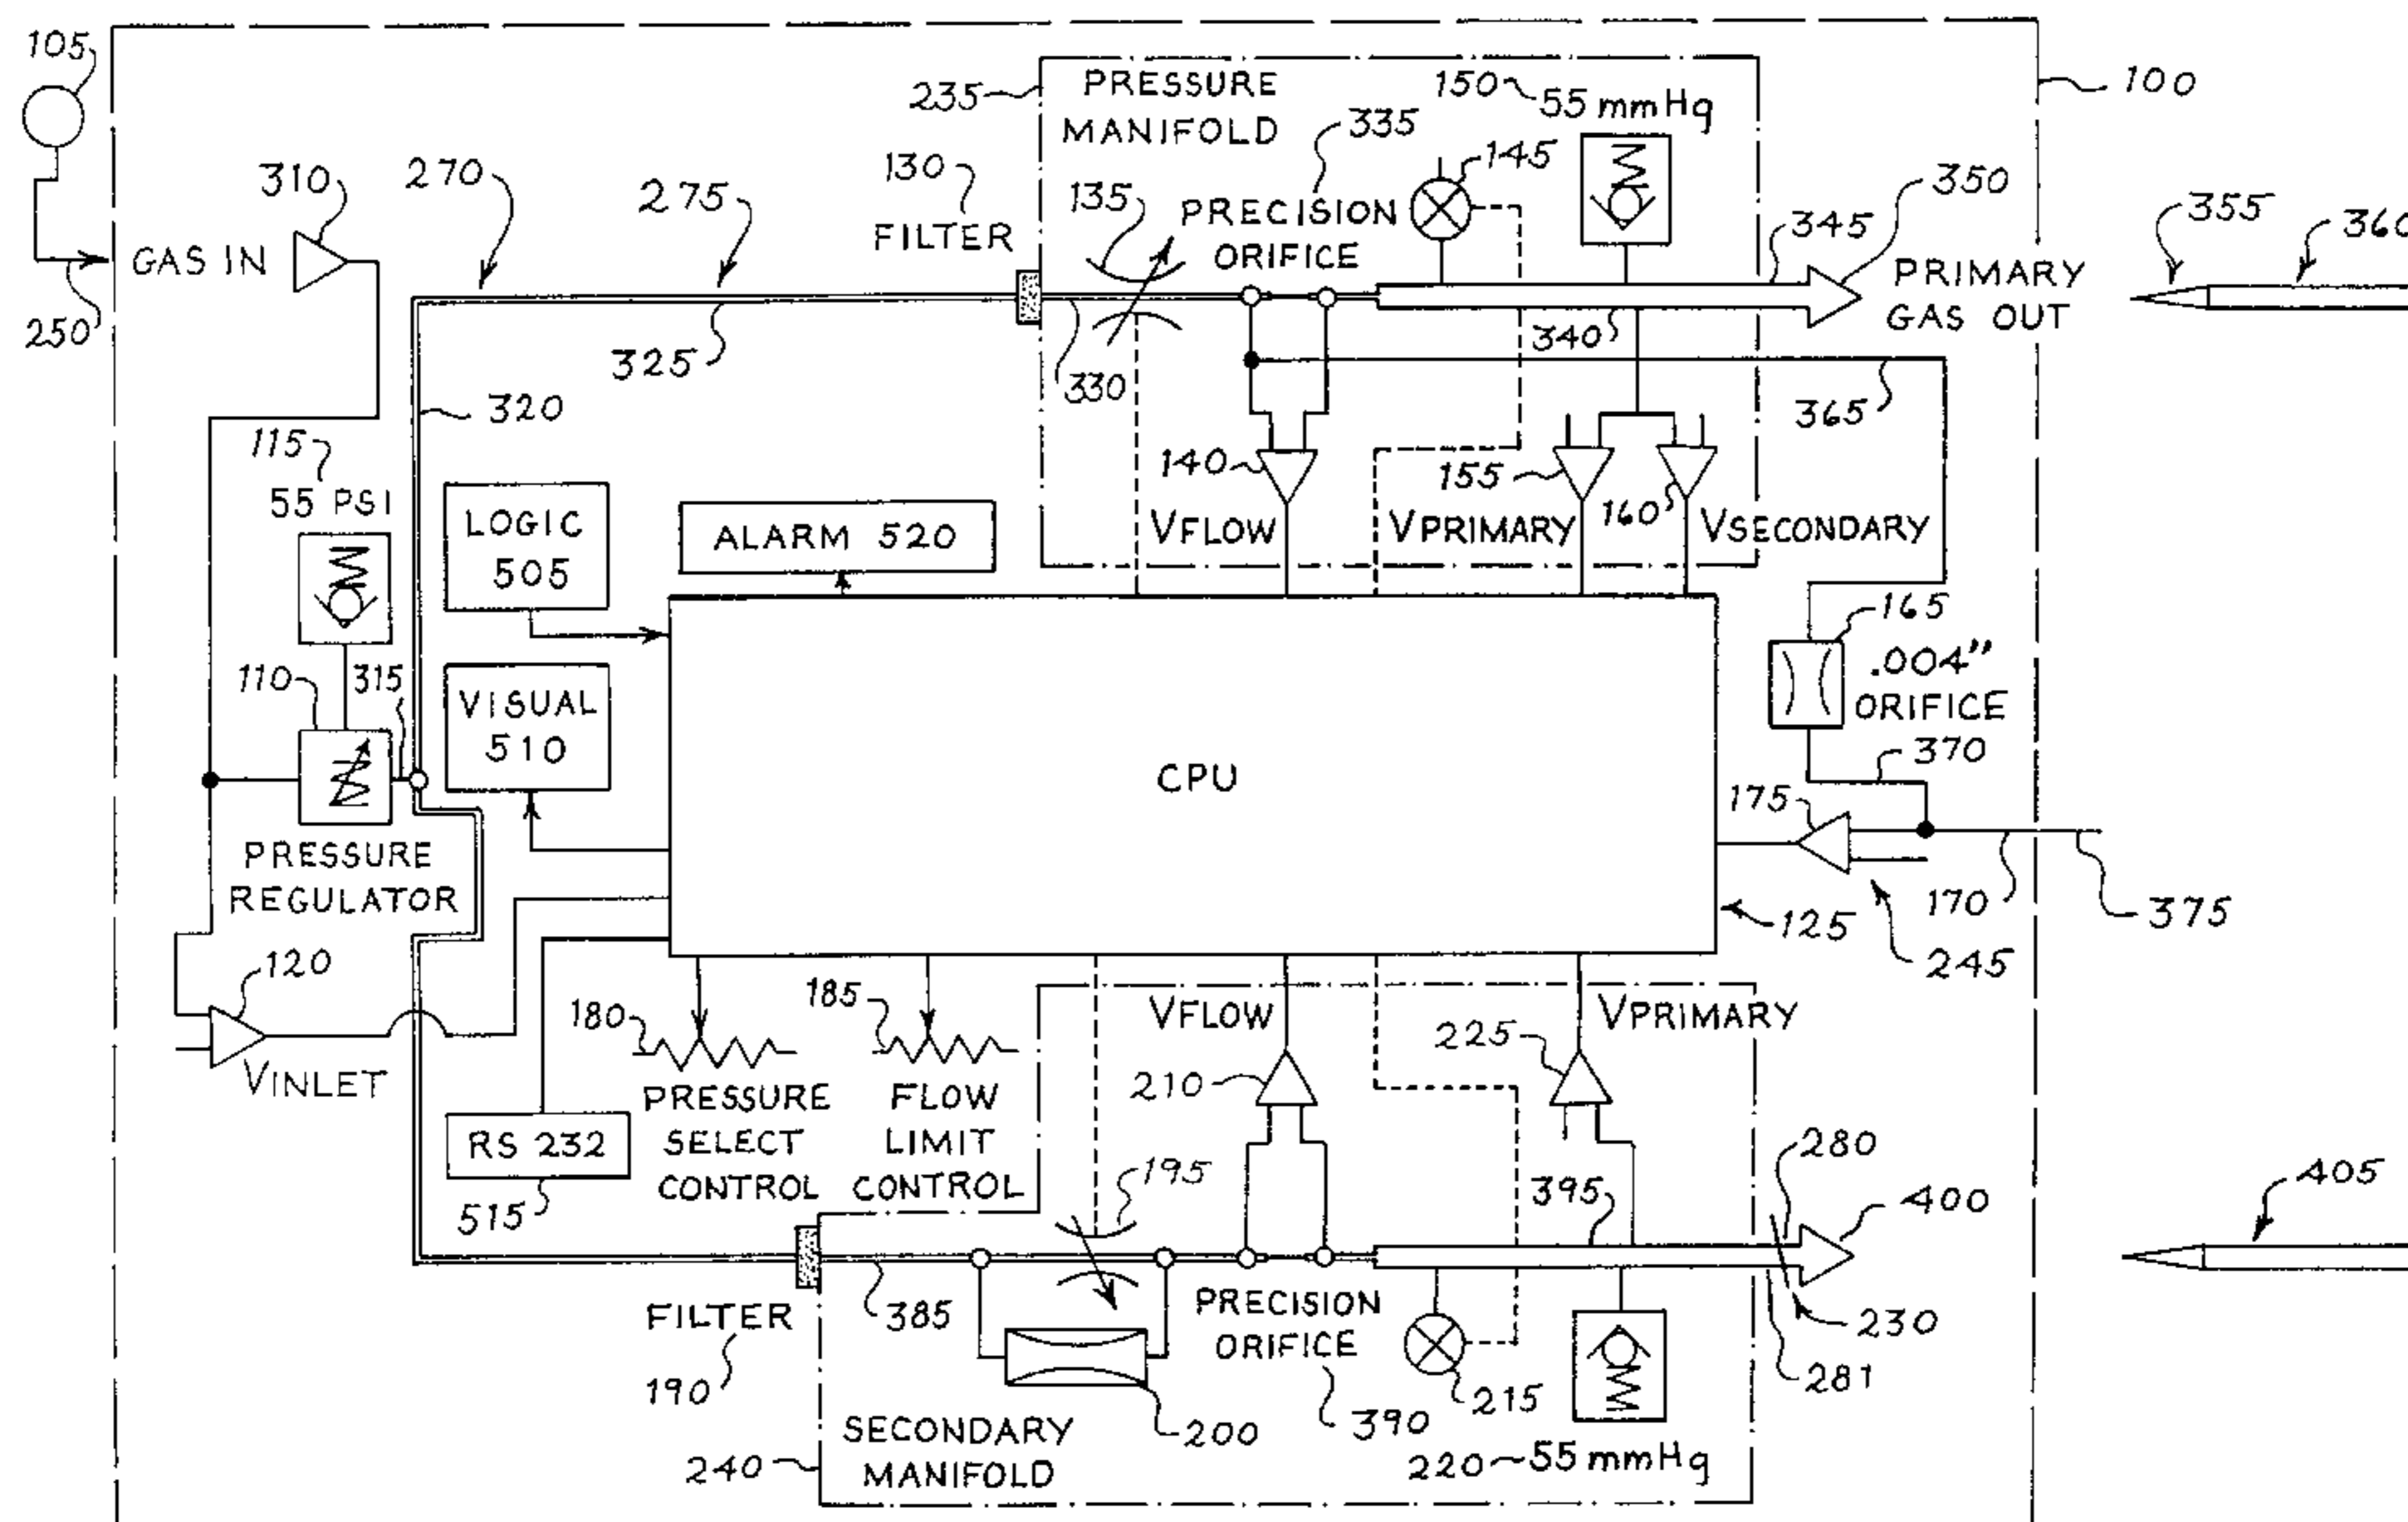 105
100
235
PRESSURE
MANIFOLD
150
55 mmHg
335
130
FILTER
135
145
PRECISION
ORIFICE
350
345
355
360
310
270
275
GAS IN
250
325
330
340
PRIMARY
GAS OUT
320
365
115
55 PSI
LOGIC
505
ALARM 520
140
155
160
VFLOW
VPRIMARY
VSECONDARY
110
315
VISUAL
510
165
.004"
ORIFICE
370
CPU
175
PRESSURE
REGULATOR
125
170
375
245
120
VINLET
180
185
PRESSURE
SELECT
CONTROL
FLOW
LIMIT
CONTROL
VFLOW
VPRIMARY
210
225
RS 232
515
195
395
280
400
405
FILTER
190
385
PRECISION
ORIFICE
390
230
281
215
200
SECONDARY
MANIFOLD
240
220
55 mmHg